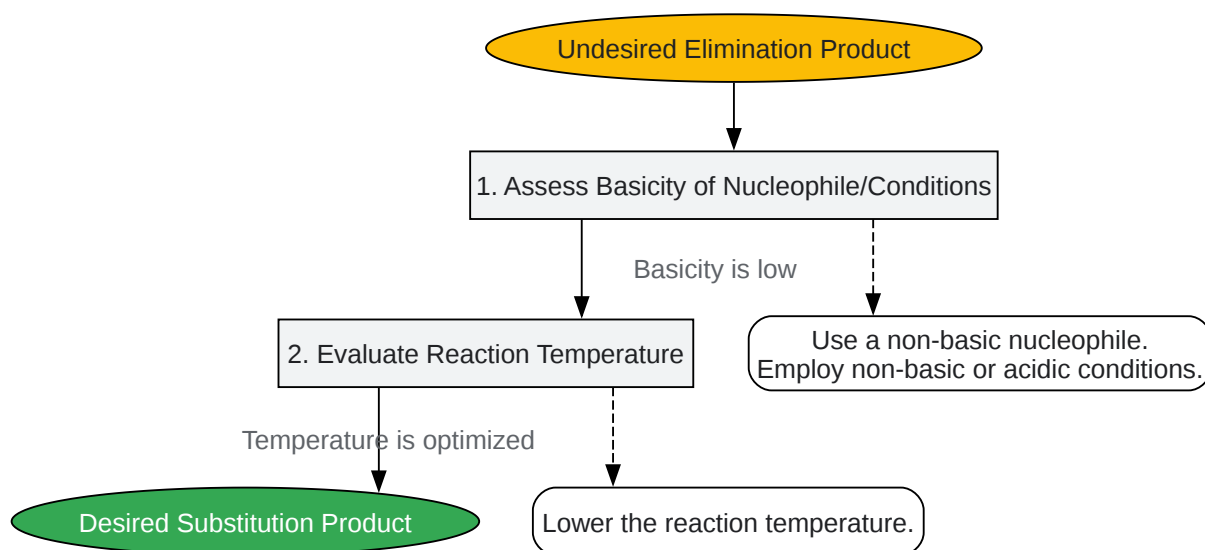 Undesired Elimination Product
1. Assess Basicity of Nucleophile/Conditions
Basicity is low
2. Evaluate Reaction Temperature
Use a non-basic nucleophile.
Employ non-basic or acidic conditions.
Temperature is optimized
Desired Substitution Product
Lower the reaction temperature.